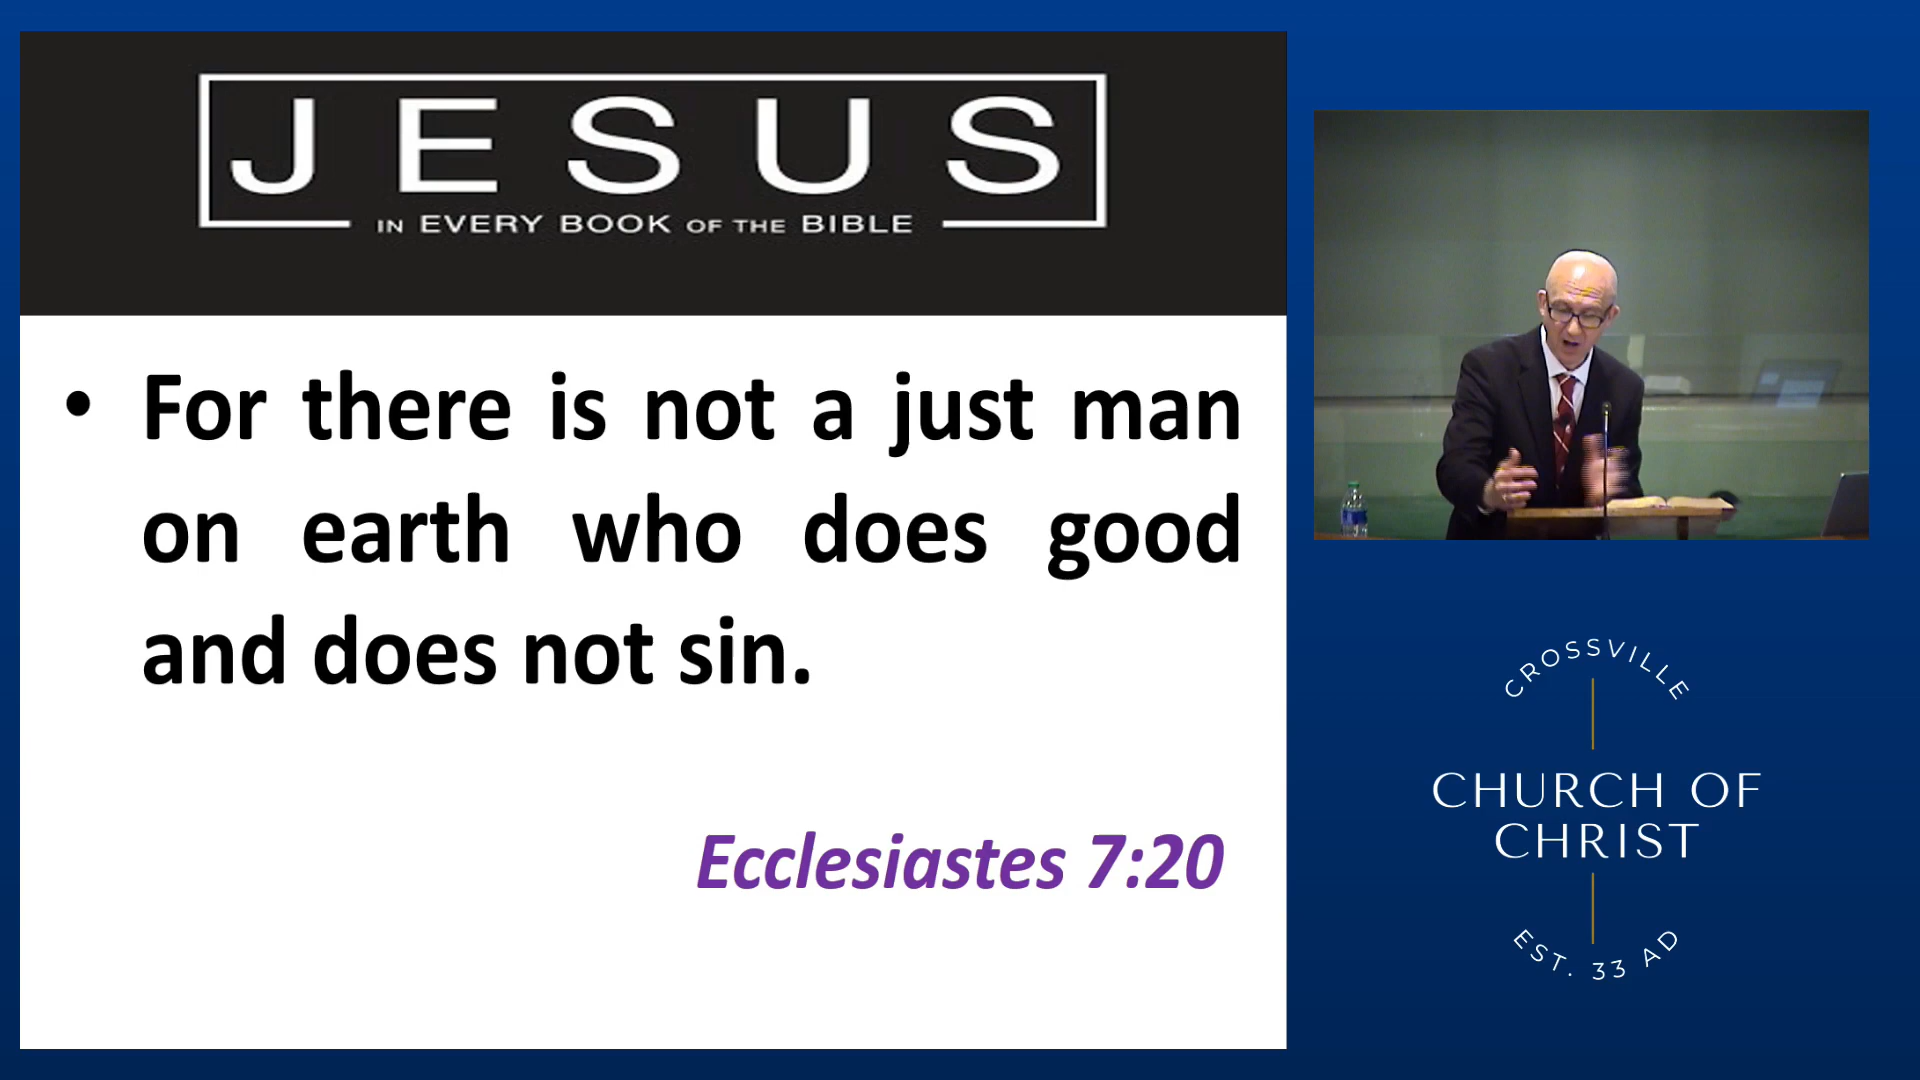 JESUS
IN EVERY BOOK OF THE BIBLE
• For there is not a just man
on earth who does good
and does not sin.
Ecclesiastes 7:20
CROSSVILLE
CHURCH OF
CHRIST
EST. 33 AD